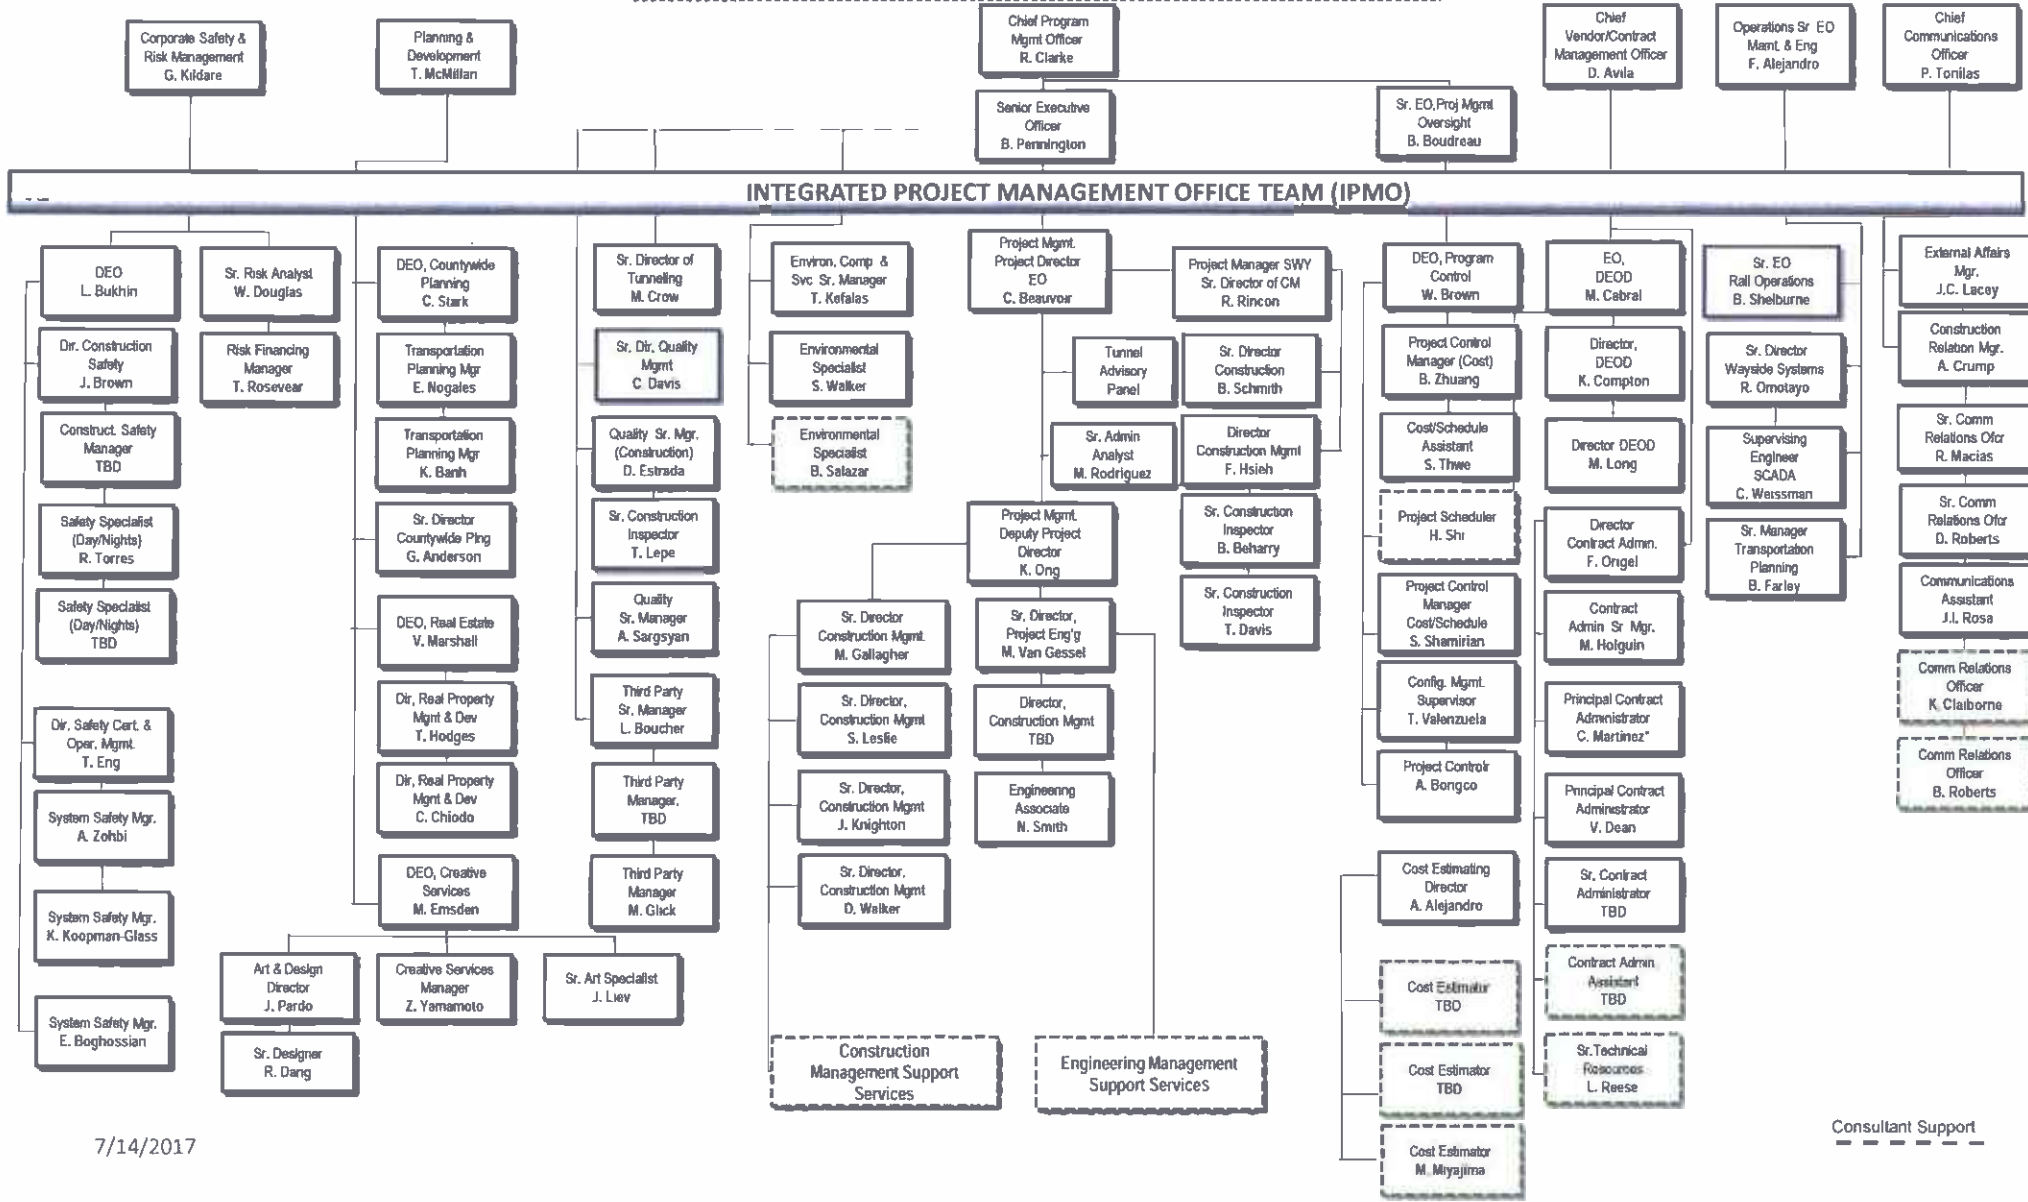 Corporate Safety &
Risk Management
G. Kildare
Planning &
Development
T. McMillan
Chief Program
Mgmt Officer
R. Clarke
Chief
Vendor/Contract
Management Officer
D. Avila
Operations Sr EO
Mamt. & Eng
F. Alejandro
Chief
Communications
Officer
P. Tonilas
Senior Executive
Officer
B. Pennington
Sr. EO,Proj Mgmt
Oversight
B. Boudreau
INTEGRATED PROJECT MANAGEMENT OFFICE TEAM (IPMO)
DEO
L. Bukhin
Dir. Construction
Safety
J. Brown
Construct. Safety
Manager
TBD
Safety Specialist
(Day/Nights)
R. Torres
Safety Specialist
(Day/Nights)
TBD
Dir, Safety Cert. &
Oper. Mgmt.
T. Eng
System Safety Mgr.
A. Zohbi
System Safety Mgr.
K. Koopman-Glass
System Safety Mgr.
E. Boghossian
Sr. Risk Analyst
W. Douglas
Risk Financing
Manager
T. Rosevear
DEO, Countywide
Planning
C. Stark
Transportation
Planning Mgr
E. Nogales
Transportation
Planning Mgr
K. Banh
Sr. Director
Countywide Plng
G. Anderson
DEO, Real Estate
V. Marshall
Dir, Real Property
Mgnt & Dev
T. Hodges
Dir, Real Property
Mgnt & Dev
C. Chiodo
DEO, Creative
Services
M. Emsden
Art & Design
Director
J. Pardo
Sr. Designer
R. Dang
Creative Services
Manager
Z. Yamamoto
Sr. Art Specialist
J. Liev
Sr. Director of
Tunneling
M. Crow
Sr. Dir, Quality
Mgmt
C. Davis
Quality Sr. Mgr.
(Construction)
D. Estrada
Sr. Construction
Inspector
T. Lepe
Quality
Sr. Manager
A. Sargsyan
Third Party
Sr. Manager
L. Boucher
Third Party
Manager,
TBD
Third Party
Manager
M. Glick
Environ. Comp &
Svc Sr. Manager
T. Kefalas
Environmental
Specialist
S. Walker
Environmental
Specialist
B. Salazar
Project Mgmt.
Project Director
EO
C. Beauvoir
Tunnel
Advisory
Panel
Sr. Admin
Analyst
M. Rodriguez
Project Mgmt.
Deputy Project
Director
K. Ong
Sr. Director
Construction Mgmt.
M. Gallagher
Sr. Director,
Construction Mgmt
S. Leslie
Sr. Director,
Construction Mgmt
J. Knighton
Sr. Director,
Construction Mgmt
D. Walker
Sr. Director,
Project Eng'g
M. Van Gessel
Director,
Construction Mgmt
TBD
Engineering
Associate
N. Smith
Construction
Management Support
Services
Engineering Management
Support Services
Project Manager SWY
Sr. Director of CM
R. Rincon
Sr. Director
Construction
B. Schmith
Director
Construction Mgmt
F. Hsieh
Sr. Construction
Inspector
B. Beharry
Sr. Construction
Inspector
T. Davis
DEO, Program
Control
W. Brown
Project Control
Manager (Cost)
B. Zhuang
Cost/Schedule
Assistant
S. Thwe
Project Scheduler
H. Shi
Project Control
Manager
Cost/Schedule
S. Shamirian
Config. Mgmt.
Supervisor
T. Valenzuela
Project Controlr
A. Bongco
Cost Estimating
Director
A. Alejandro
Cost Estimator
TBD
Cost Estimator
TBD
Cost Estimator
M. Miyajima
EO,
DEOD
M. Cabral
Director,
DEOD
K. Compton
Director DEOD
M. Long
Director
Contract Admin.
F. Origel
Contract
Admin Sr Mgr.
M. Holguin
Principal Contract
Administrator
C. Martinez*
Principal Contract
Administrator
V. Dean
Sr. Contract
Administrator
TBD
Contract Admin
Assistant
TBD
Sr.Technical
Resources
L. Reese
Sr. EO
Rail Operations
B. Shelburne
Sr. Director
Wayside Systems
R. Omotayo
Supervising
Engineer
SCADA
C. Weissman
Sr. Manager
Transportation
Planning
B. Farley
External Affairs
Mgr.
J.C. Lacey
Construction
Relation Mgr.
A. Crump
Sr. Comm
Relations Ofcr
R. Macias
Sr. Comm
Relations Ofcr
D. Roberts
Communications
Assistant
J.I. Rosa
Comm Relations
Officer
K. Claiborne
Comm Relations
Officer
B. Roberts
7/14/2017
Consultant Support